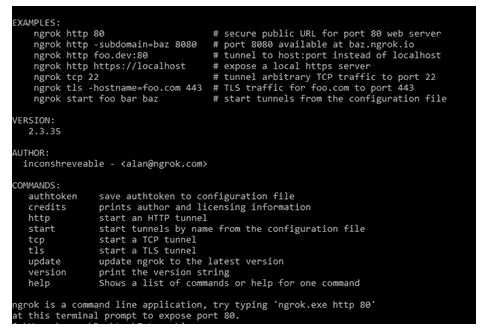 EXAMPLES:
ngrok http 80 # secure public URL for port 80 web server
ngrok http -subdomain=baz 8080 # port 8080 available at baz.ngrok.io
ngrok http foo.dev:80 # tunnel to host:port instead of localhost
ngrok http https://localhost # expose a local https server
ngrok tcp 22 # tunnel arbitrary TCP traffic to port 22
ngrok tls -hostname=foo.com 443 # TLS traffic for foo.com to port 443
ngrok start foo bar baz # start tunnels from the configuration file
VERSION:
2.3.35
AUTHOR:
inconshreveable - <alan@ngrok.com>
COMMANDS:
authtoken save authtoken to configuration file
credits prints author and licensing information
http start an HTTP tunnel
start start tunnels by name from the configuration file
tcp start a TCP tunnel
tls start a TLS tunnel
update update ngrok to the latest version
version print the version string
help Shows a list of commands or help for one command
ngrok is a command line application, try typing 'ngrok.exe http 80'
at this terminal prompt to expose port 80.